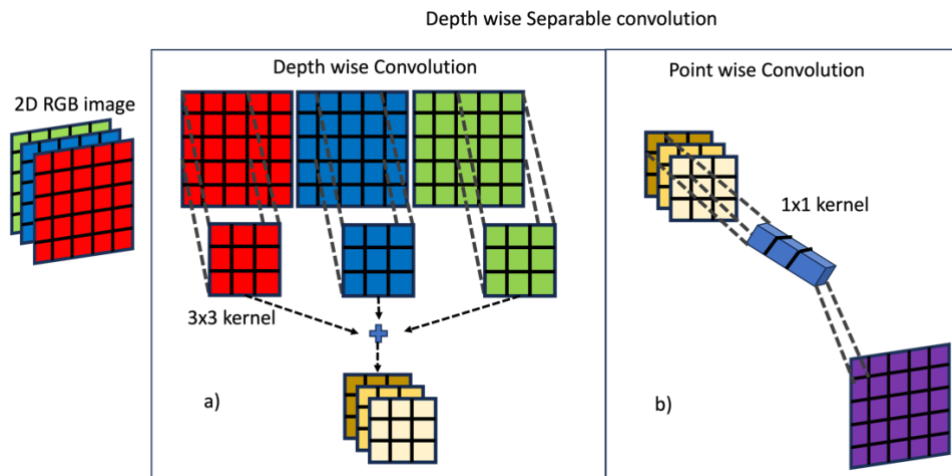 Depth wise Separable convolution
Depth wise Convolution
Point wise Convolution
2D RGB image
1x1 kernel
3x3 kernel
a)
b)